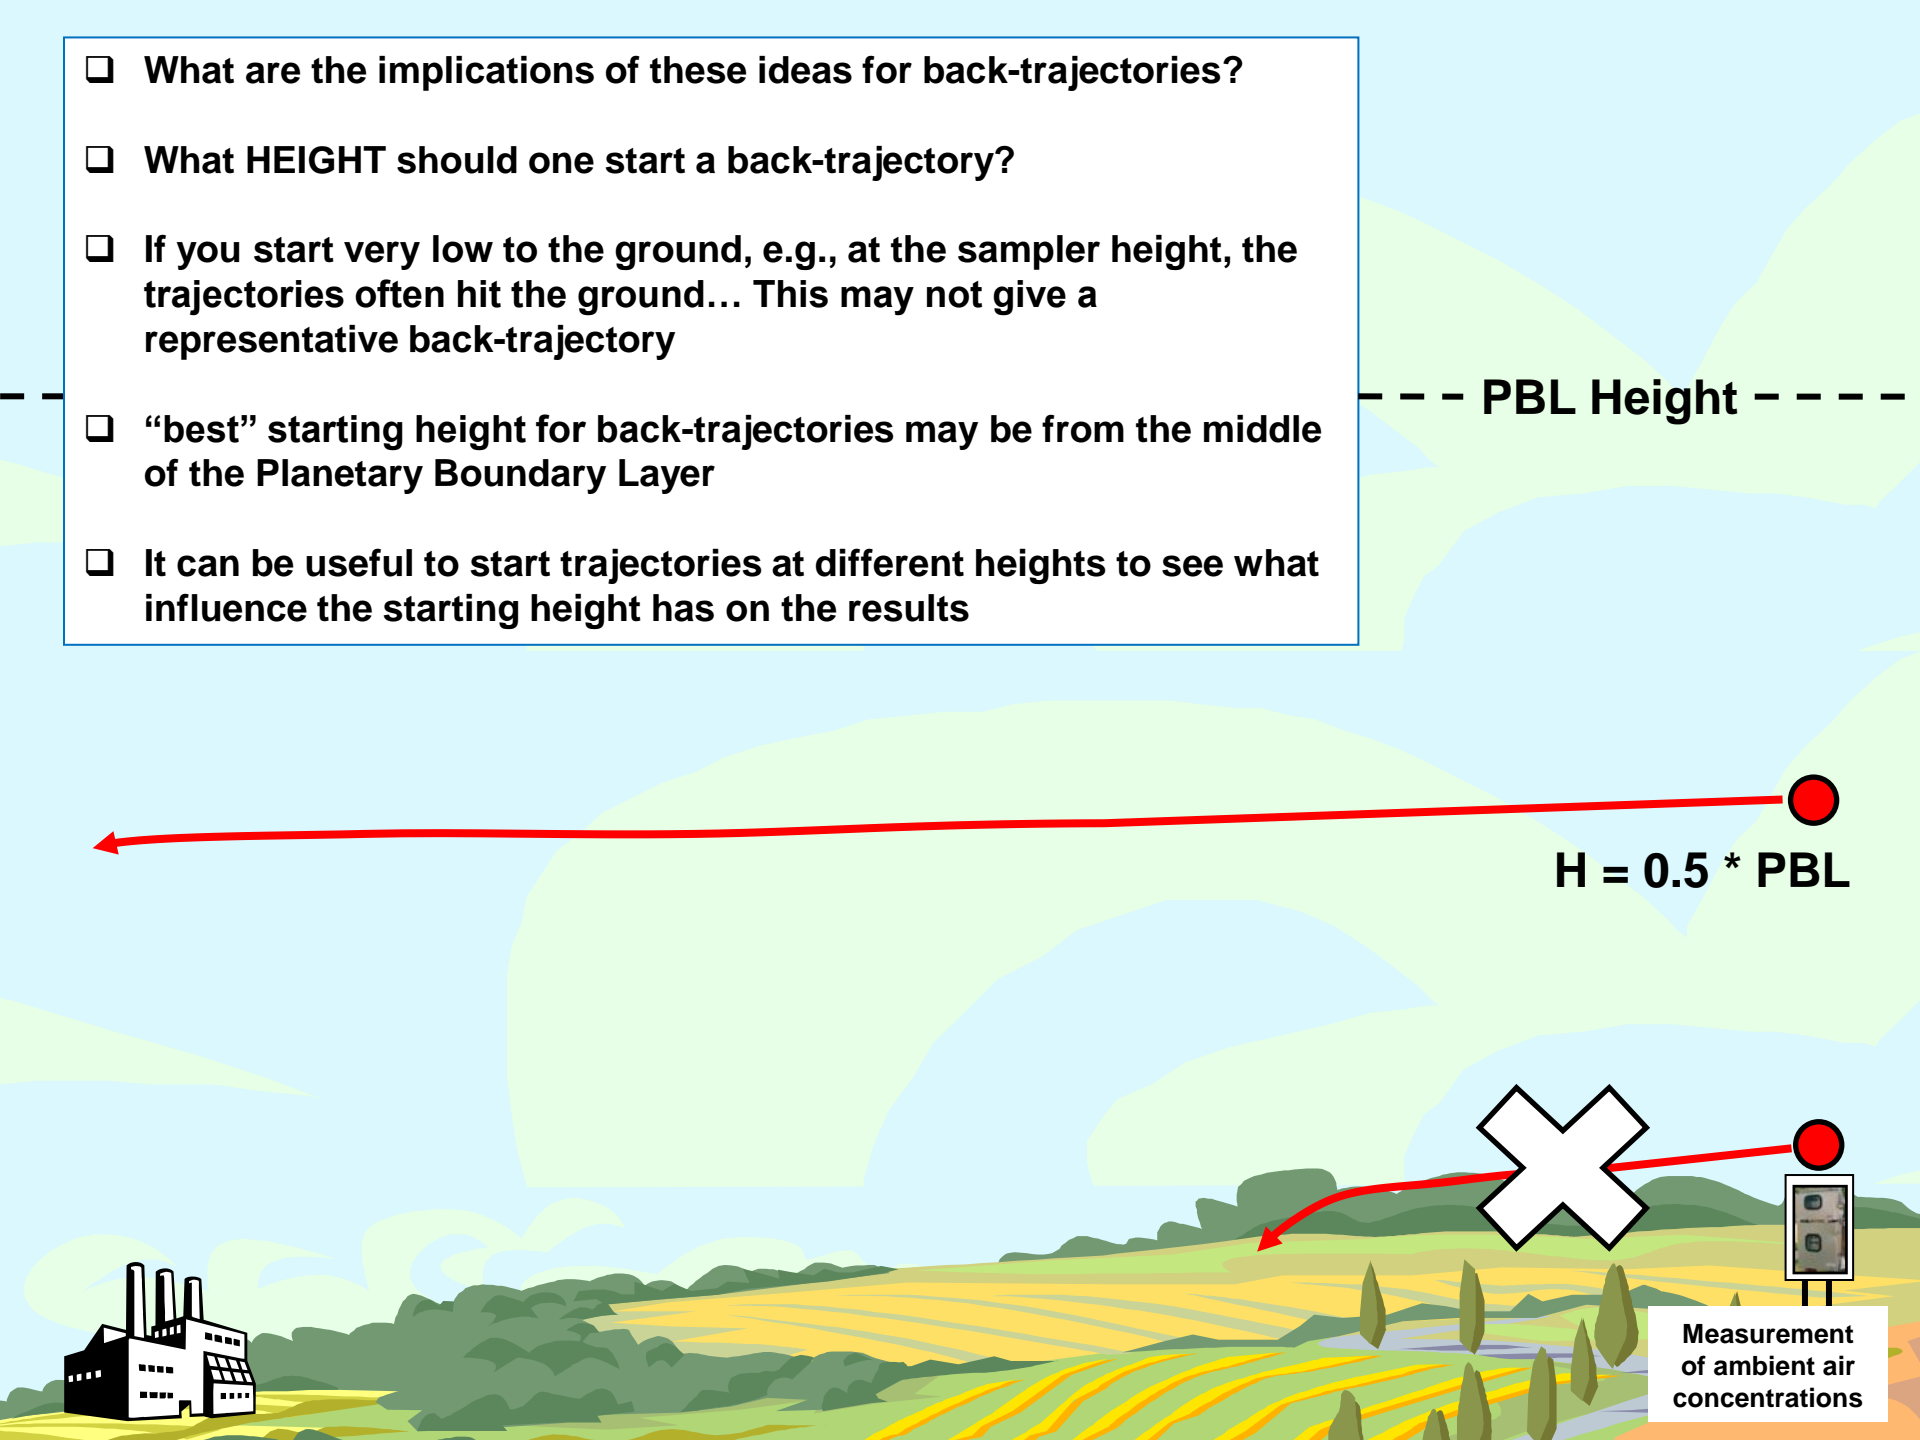 ❑ What are the implications of these ideas for back-trajectories?
❑ What HEIGHT should one start a back-trajectory?
❑ If you start very low to the ground, e.g., at the sampler height, the
trajectories often hit the ground… This may not give a
representative back-trajectory
❑ “best” starting height for back-trajectories may be from the middle
of the Planetary Boundary Layer
❑ It can be useful to start trajectories at different heights to see what
influence the starting height has on the results
PBL Height
H = 0.5 * PBL
Measurement
of ambient air
concentrations